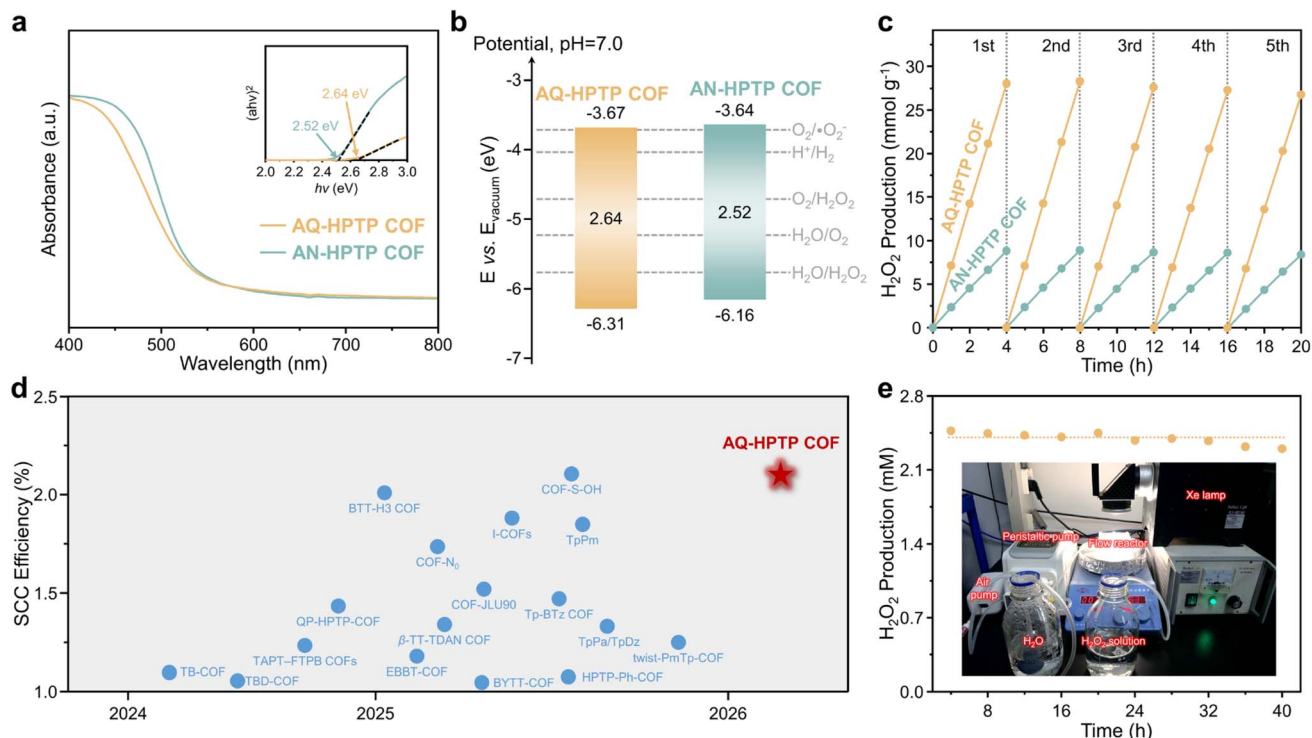 a
Absorbance (a.u.)
Wavelength (nm)
400
500
600
700
800
(ahv)²
2.64 eV
2.52 eV
2.0
2.2
2.4
2.6
2.8
3.0
hv (eV)
AQ-HPTP COF
AN-HPTP COF
b
Potential, pH=7.0
E vs. Evacuum (eV)
-3
-4
-5
-6
-7
AQ-HPTP COF
-3.67
2.64
-6.31
AN-HPTP COF
-3.64
2.52
-6.16
O₂/•O₂⁻
H⁺/H₂
O₂/H₂O₂
H₂O/O₂
H₂O/H₂O₂
c
H₂O₂ Production (mmol g⁻¹)
30
25
20
15
10
5
0
1st
2nd
3rd
4th
5th
AQ-HPTP COF
AN-HPTP COF
0
2
4
6
8
10
12
14
16
18
20
Time (h)
d
SCC Efficiency (%)
2.5
2.0
1.5
1.0
AQ-HPTP COF
COF-S-OH
BTT-H3 COF
I-COFs
TpPm
COF-N₀
COF-JLU90
Tp-BTz COF
QP-HPTP-COF
β-TT-TDAN COF
TpPa/TpDz
TAPT–FTPB COFs
twist-PmTp-COF
EBBT-COF
TB-COF
TBD-COF
BYTT-COF
HPTP-Ph-COF
2024
2025
2026
e
H₂O₂ Production (mM)
2.8
2.1
1.4
0.7
0.0
Xe lamp
Peristaltic pump
Flow reactor
Air
pump
H₂O
H₂O₂ solution
8
16
24
32
40
Time (h)